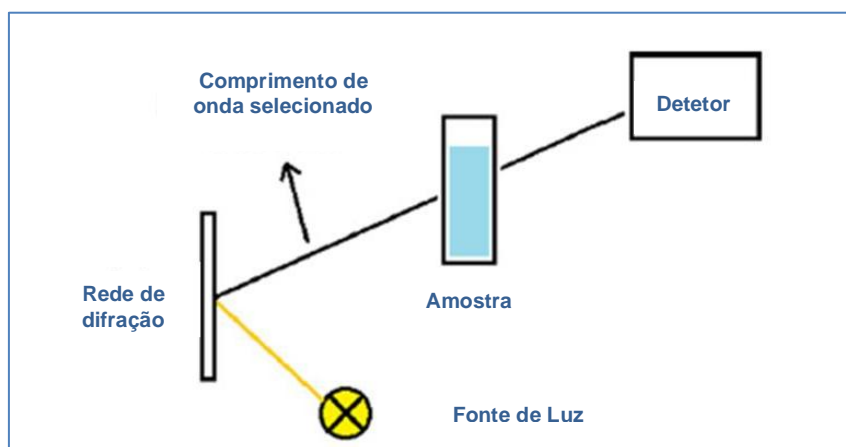 Comprimento de
onda selecionado
Detetor
Rede de
difração
Amostra
Fonte de Luz